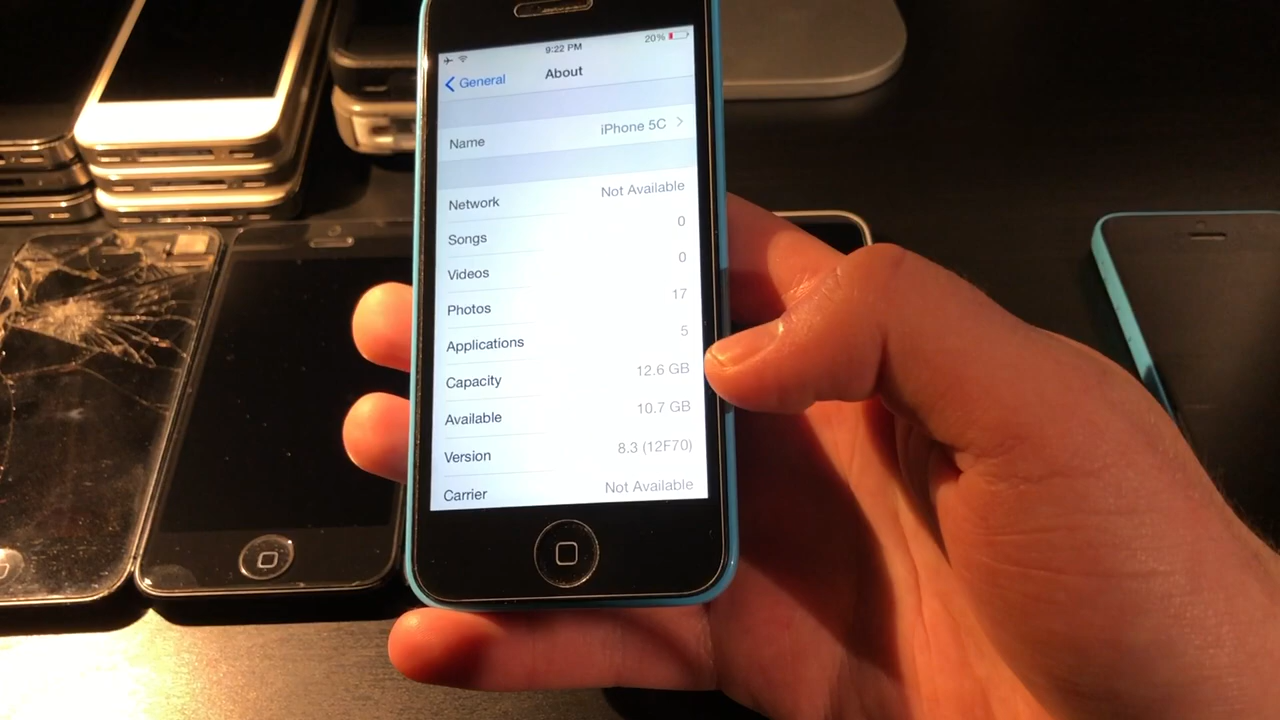 9:22 PM 20%
General About
Name iPhone 5C
Network Not Available
Songs 0
Videos 0
Photos 17
Applications 5
Capacity 12.6 GB
Available 10.7 GB
Version 8.3 (12F70)
Carrier Not Available